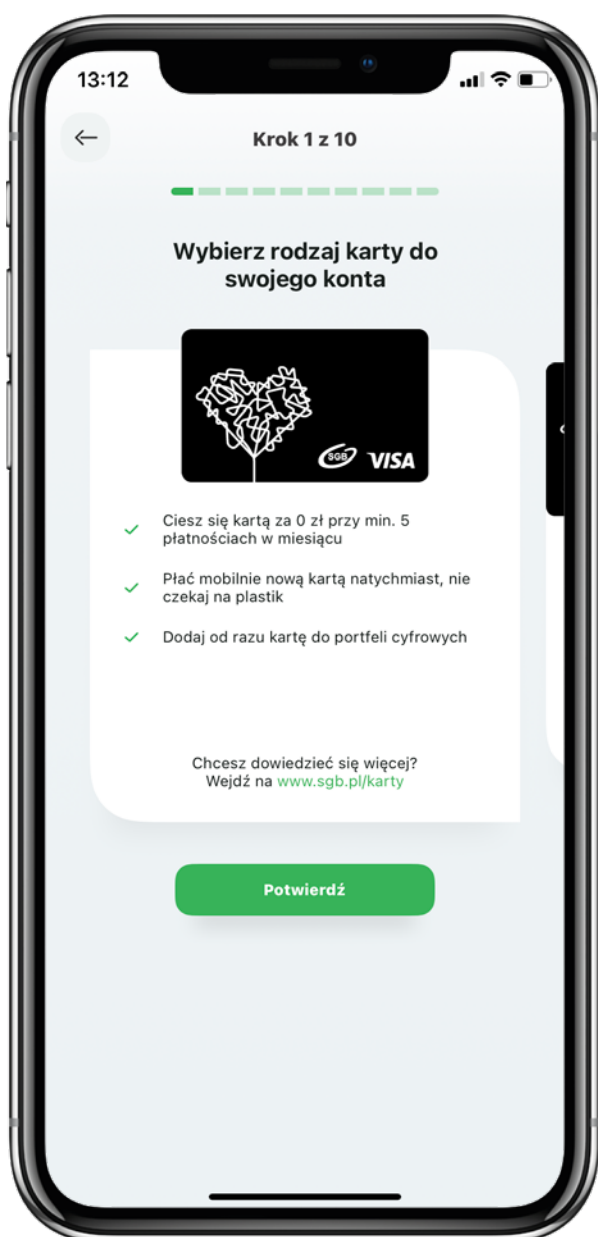 13:12
Krok 1 z 10
Wybierz rodzaj karty do
swojego konta
SGB VISA
Ciesz się kartą za 0 zł przy min. 5
płatnościach w miesiącu
Płać mobilnie nową kartą natychmiast, nie
czekaj na plastik
Dodaj od razu kartę do portfeli cyfrowych
Chcesz dowiedzieć się więcej?
Wejdź na www.sgb.pl/karty
Potwierdź